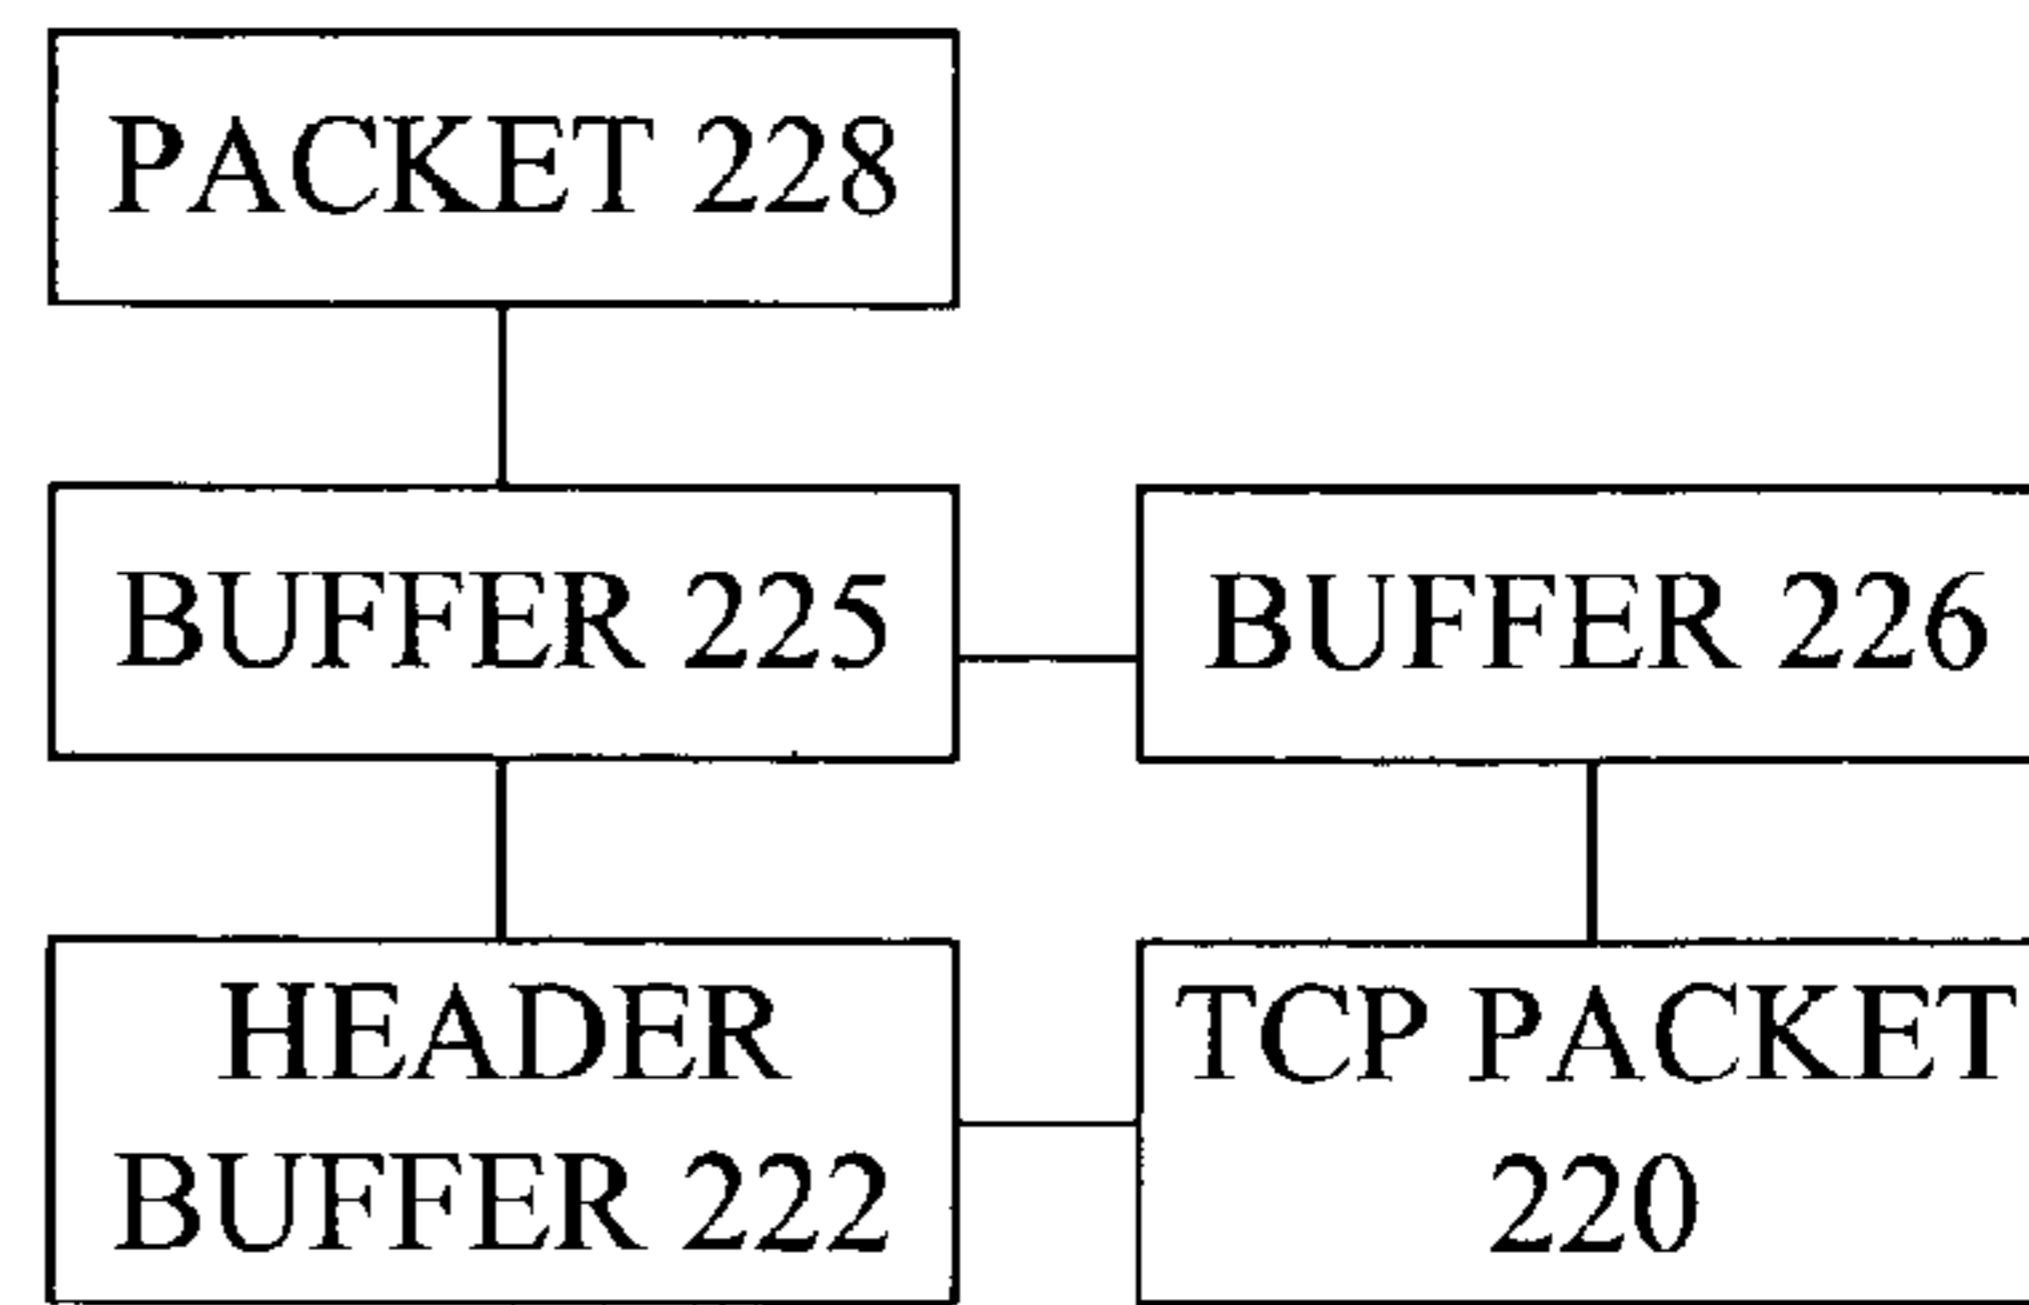 PACKET 228
BUFFER 225
BUFFER 226
HEADER
BUFFER 222
TCP PACKET
220